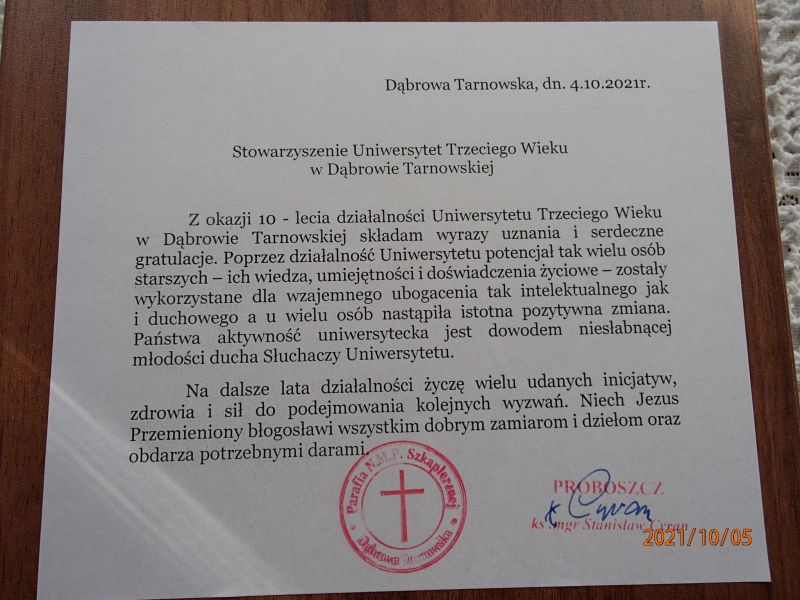 Dąbrowa Tarnowska, dn. 4.10.2021r.
Stowarzyszenie Uniwersytet Trzeciego Wieku
w Dąbrowie Tarnowskiej
Z okazji 10 - lecia działalności Uniwersytetu Trzeciego Wieku
w Dąbrowie Tarnowskiej składam wyrazy uznania i serdeczne
gratulacje. Poprzez działalność Uniwersytetu potencjał tak wielu osób
starszych – ich wiedza, umiejętności i doświadczenia życiowe – zostały
wykorzystane dla wzajemnego ubogacenia tak intelektualnego jak
i duchowego a u wielu osób nastąpiła istotna pozytywna zmiana.
Państwa aktywność uniwersytecka jest dowodem niesłabnącej
młodości ducha Słuchaczy Uniwersytetu.
Na dalsze lata działalności życzę wielu udanych inicjatyw,
zdrowia i sił do podejmowania kolejnych wyzwań. Niech Jezus
Przemieniony błogosławi wszystkim dobrym zamiarom i dziełom oraz
obdarza potrzebnymi darami.
Parafia N.M.P. Szkaplerznej
Dąbrowa Tarnowska
PROBOSZCZ
x Cyran
ks mgr Stanisław Cyran
2021/10/05